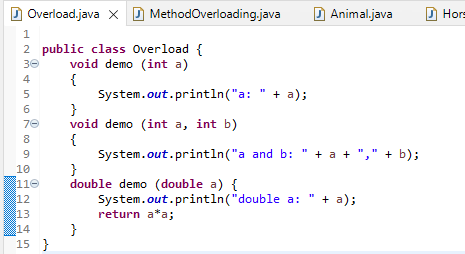 Overload.java MethodOverloading.java Animal.java Hors
1
2 public class Overload {
3 void demo (int a)
4 {
5 System.out.println("a: " + a);
6 }
7 void demo (int a, int b)
8 {
9 System.out.println("a and b: " + a + "," + b);
10 }
11 double demo (double a) {
12 System.out.println("double a: " + a);
13 return a*a;
14 }
15 }